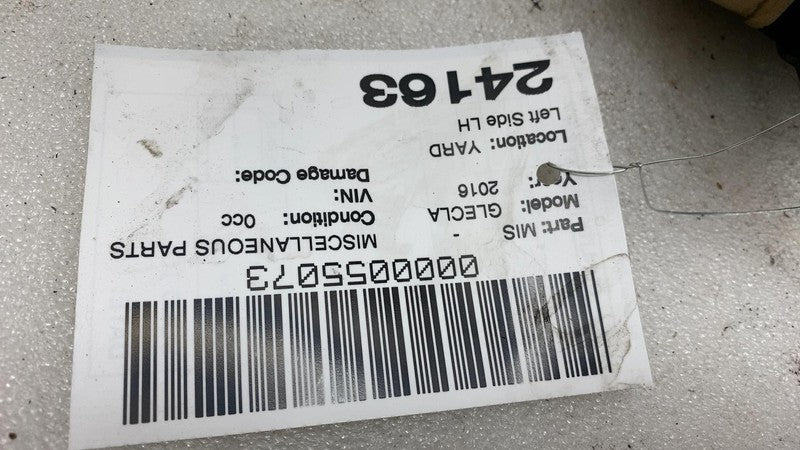 0000055073
Part: MIS - MISCELLANEOUS PARTS
Model: GLECLA Condition: 0cc
Year: 2016 VIN:
Damage Code:
Location: YARD
Left Side LH
24163